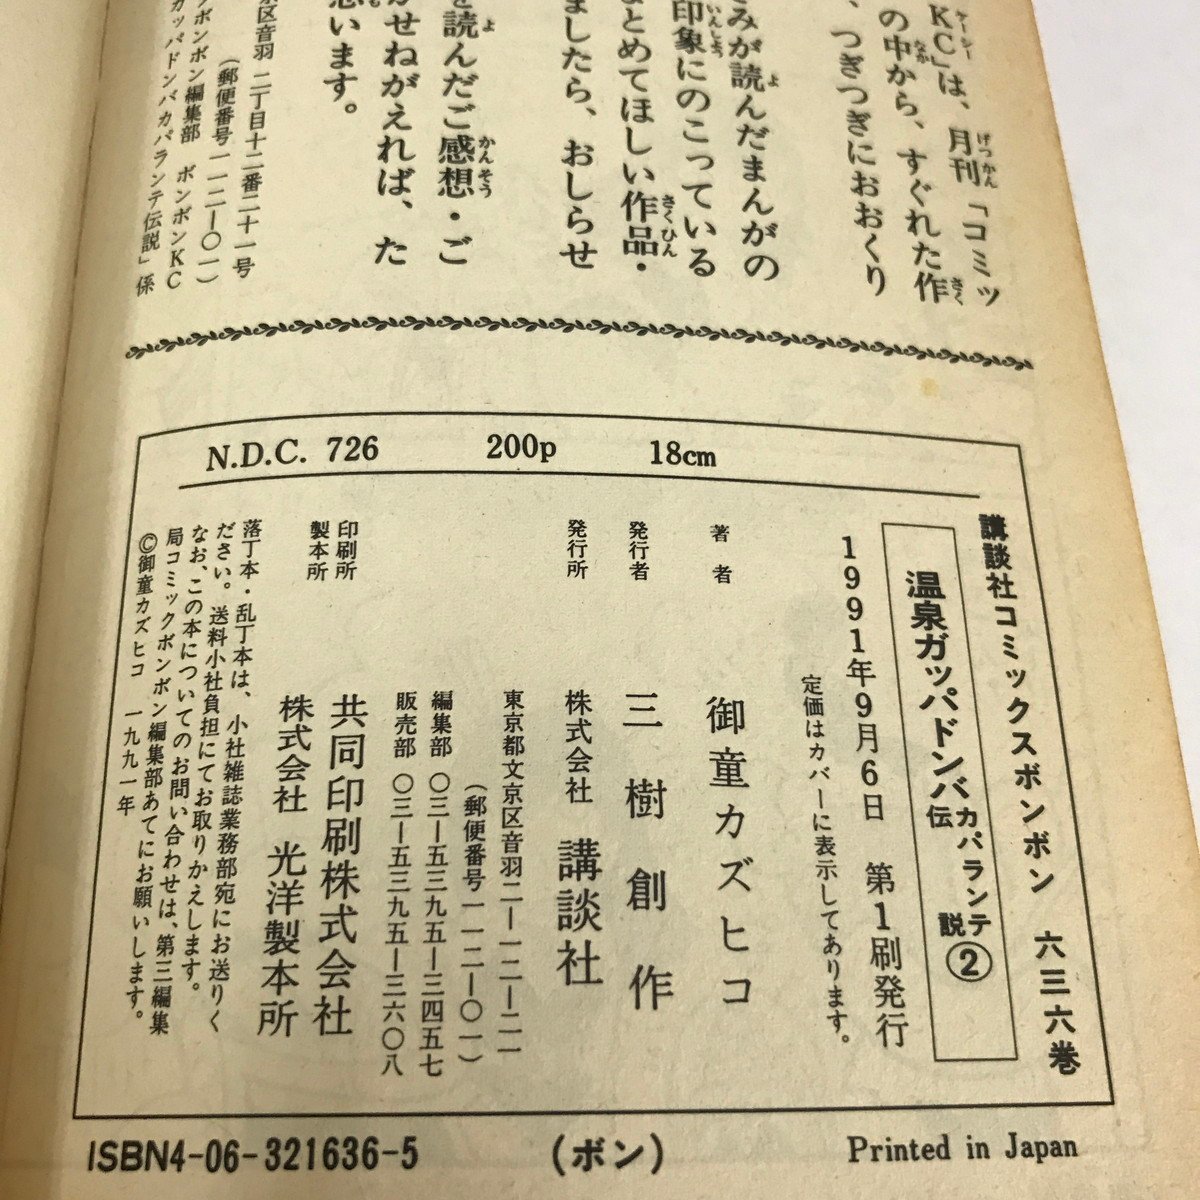 KC」は、月刊「コミッ
の中から、すぐれた作
、つぎつぎにおおくり
みが読んだまんがの
印象にのこっている
まとめてほしい作品・
ましたら、おしらせ
を読んだご感想・ご
かせねがえれば、た
思います。
京区音羽二丁目十二番二十一号
(郵便番号一一二―〇一)
ボンボン編集部 ボンボンKC
ガッパドンバカパランテ伝説」係
N.D.C. 726 200p 18cm
講談社コミックスボンボン 六三六巻
温泉ガッパドンバカパランテ伝説②
1991年9月6日 第1刷発行
定価はカバーに表示してあります。
著者 御童カズヒコ
発行者 三樹創作
発行所 株式会社 講談社
東京都文京区音羽二―一二―二一
(郵便番号一一二―〇一)
編集部 〇三―五三九五―三四五七
販売部 〇三―五三九五―三六〇八
印刷所 共同印刷株式会社
製本所 株式会社 光洋製本所
落丁本・乱丁本は、小社雑誌業務部宛にお送りく
ださい。送料小社負担にてお取りかえします。
なお、この本についてのお問い合わせは、第三編集
局コミックボンボン編集部あてにお願いします。
©御童カズヒコ 一九九一年
ISBN4-06-321636-5 (ボン) Printed in Japan